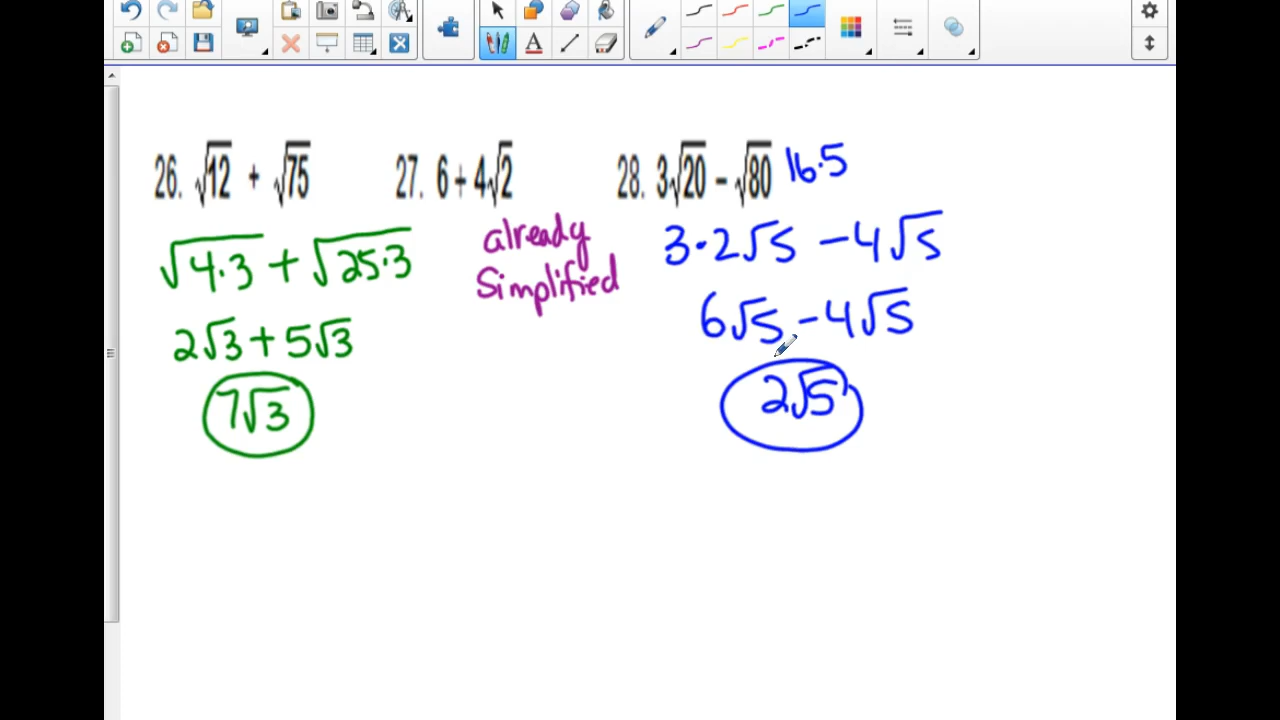 26. √12 + √75
27. 6 + 4√2
28. 3√20 − √80 16·5
√4·3 + √25·3
2√3 + 5√3
7√3
already
Simplified
3·2√5 − 4√5
6√5 − 4√5
2√5